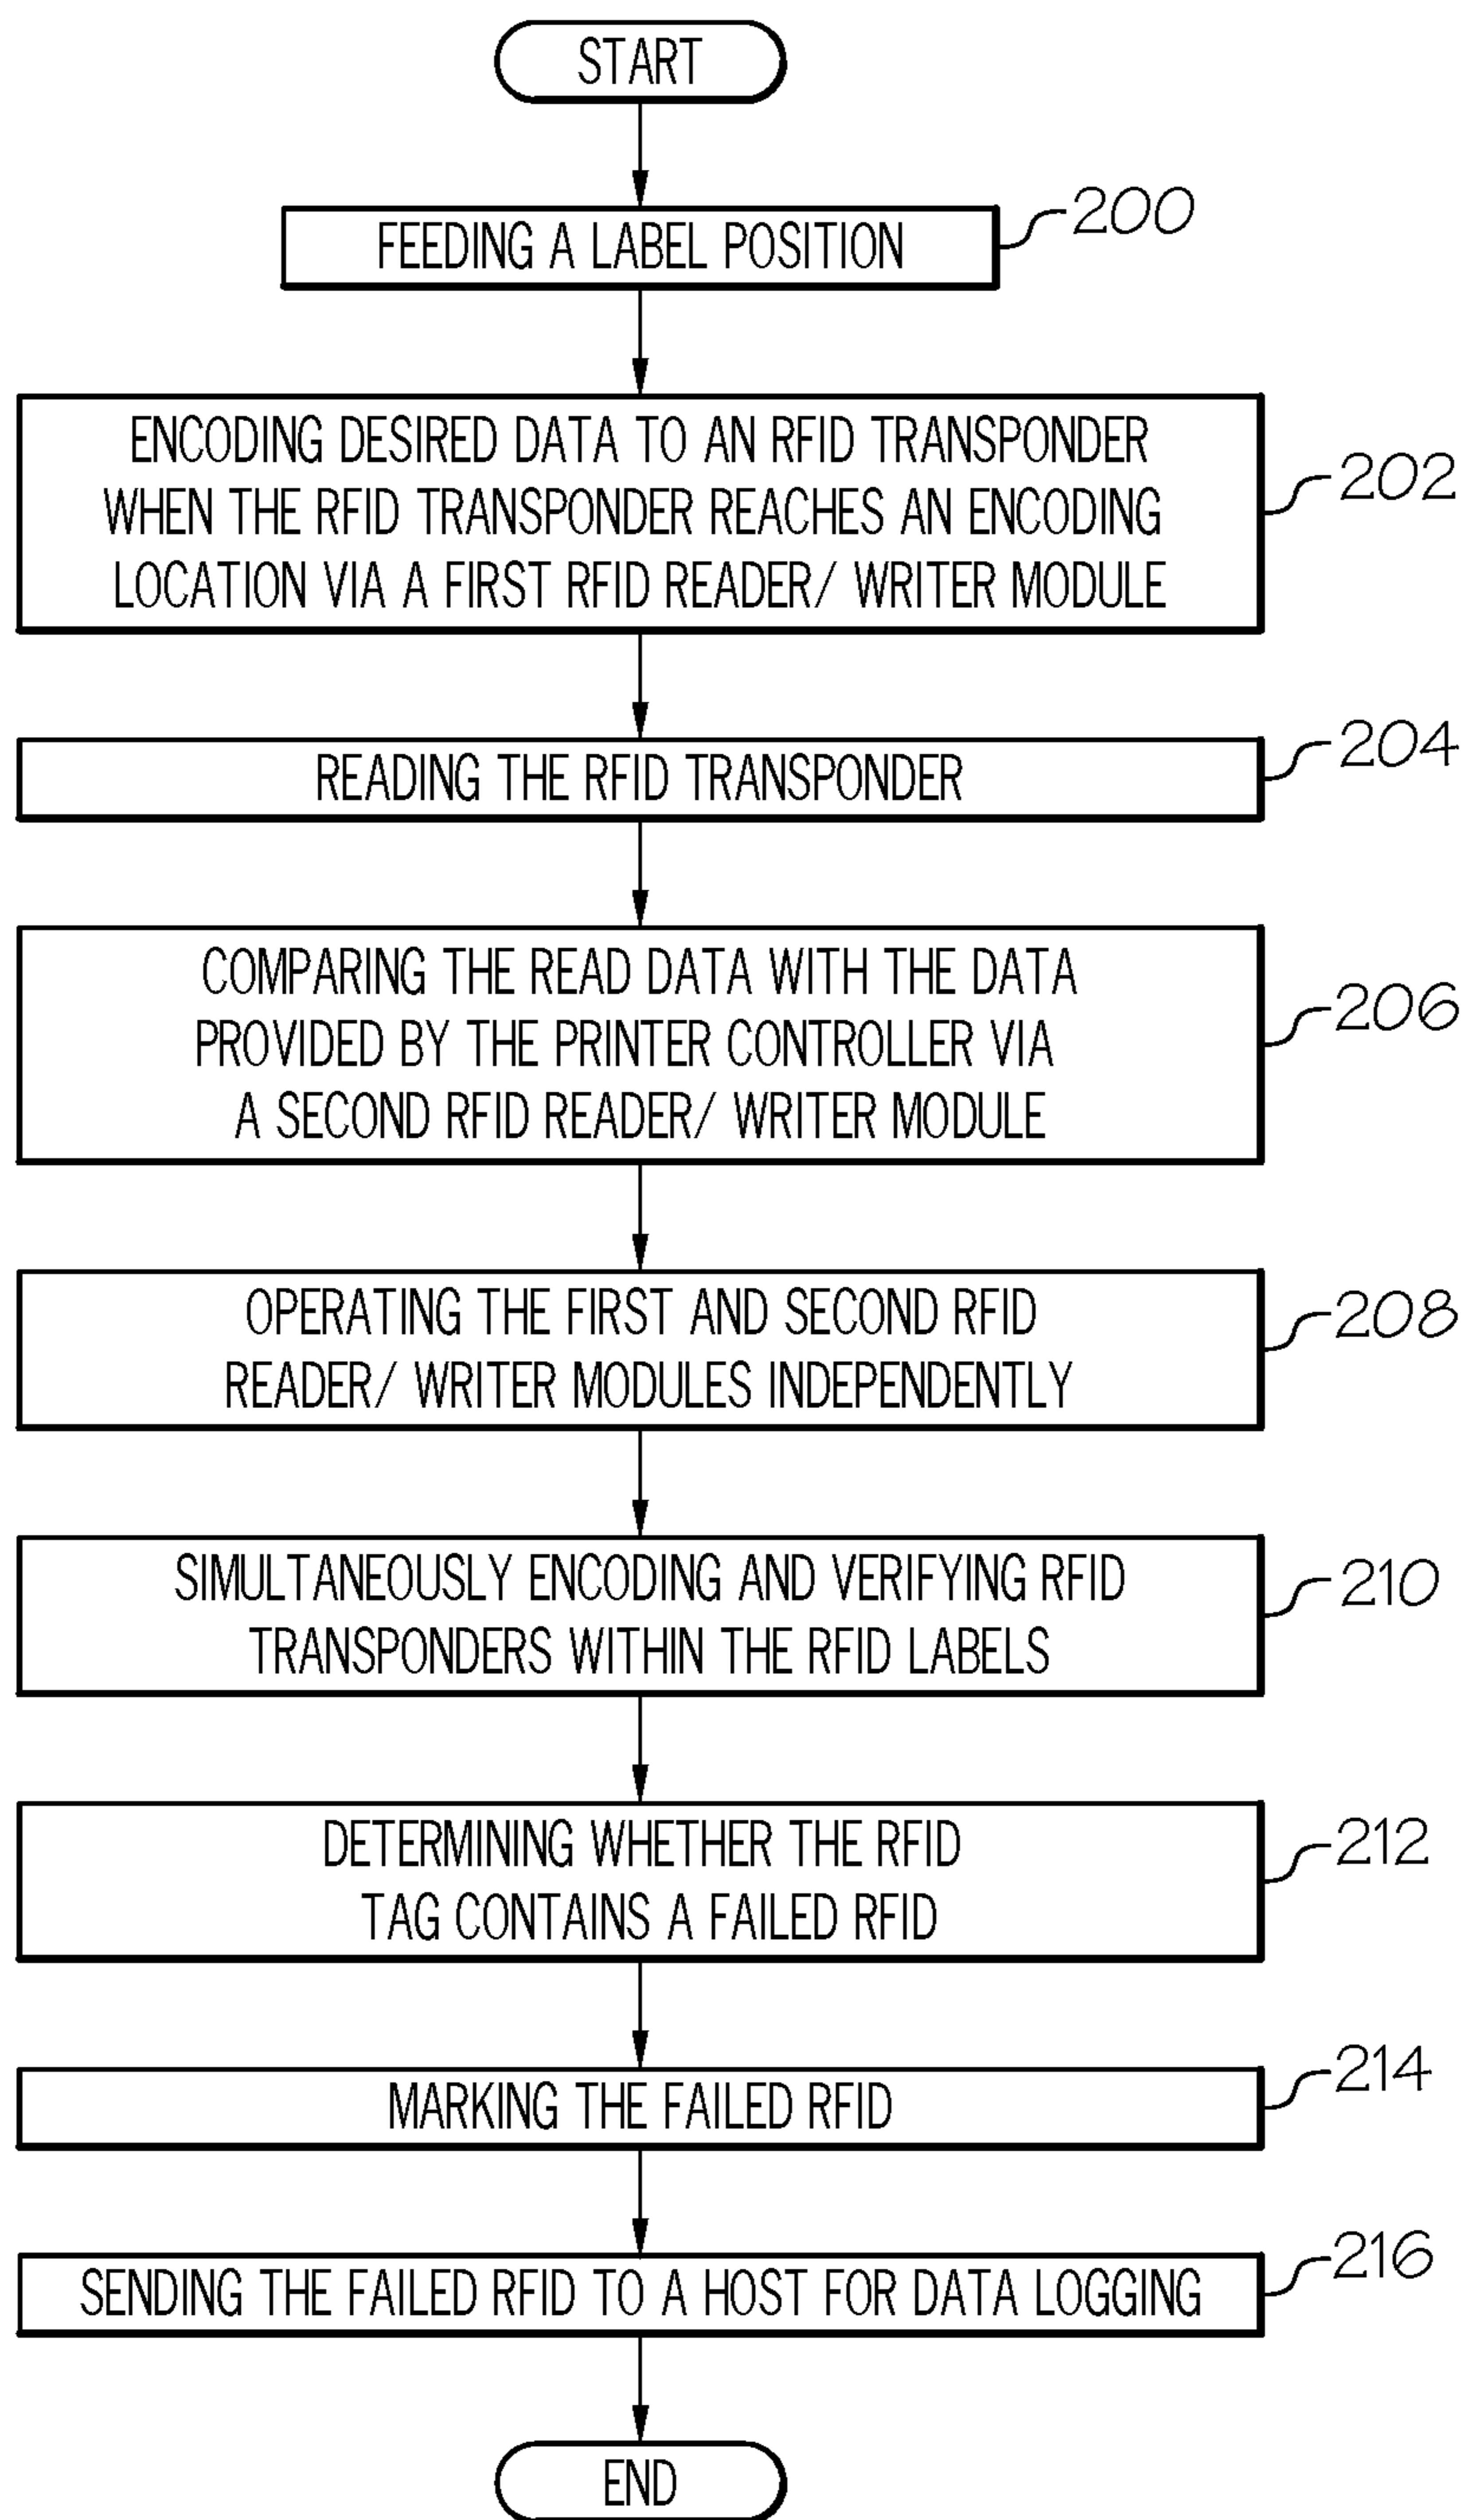 START
FEEDING A LABEL POSITION
200
ENCODING DESIRED DATA TO AN RFID TRANSPONDER
WHEN THE RFID TRANSPONDER REACHES AN ENCODING
LOCATION VIA A FIRST RFID READER/ WRITER MODULE
202
READING THE RFID TRANSPONDER
204
COMPARING THE READ DATA WITH THE DATA
PROVIDED BY THE PRINTER CONTROLLER VIA
A SECOND RFID READER/ WRITER MODULE
206
OPERATING THE FIRST AND SECOND RFID
READER/ WRITER MODULES INDEPENDENTLY
208
SIMULTANEOUSLY ENCODING AND VERIFYING RFID
TRANSPONDERS WITHIN THE RFID LABELS
210
DETERMINING WHETHER THE RFID
TAG CONTAINS A FAILED RFID
212
MARKING THE FAILED RFID
214
SENDING THE FAILED RFID TO A HOST FOR DATA LOGGING
216
END